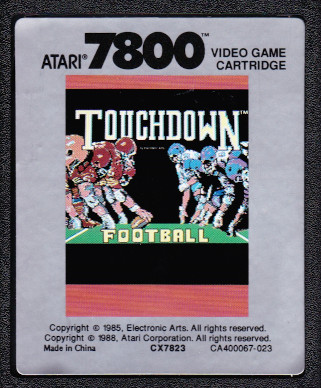 ATARI® 7800™ VIDEO GAME
CARTRIDGE
TOUCHDOWN™
FOOTBALL
Copyright © 1985, Electronic Arts. All rights reserved.
Copyright © 1988, Atari Corporation. All rights reserved.
Made in China CX7823 CA400067-023